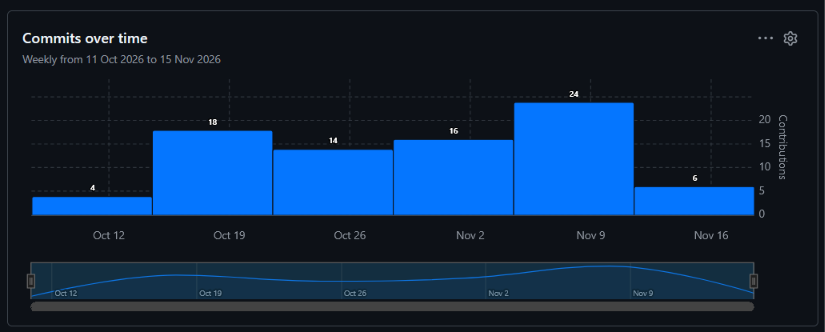 Commits over time
Weekly from 11 Oct 2026 to 15 Nov 2026
24
18
16
14
6
4
20
15
10
5
0
Contributions
Oct 12 Oct 19 Oct 26 Nov 2 Nov 9 Nov 16
Oct 12 Oct 19 Oct 26 Nov 2 Nov 9